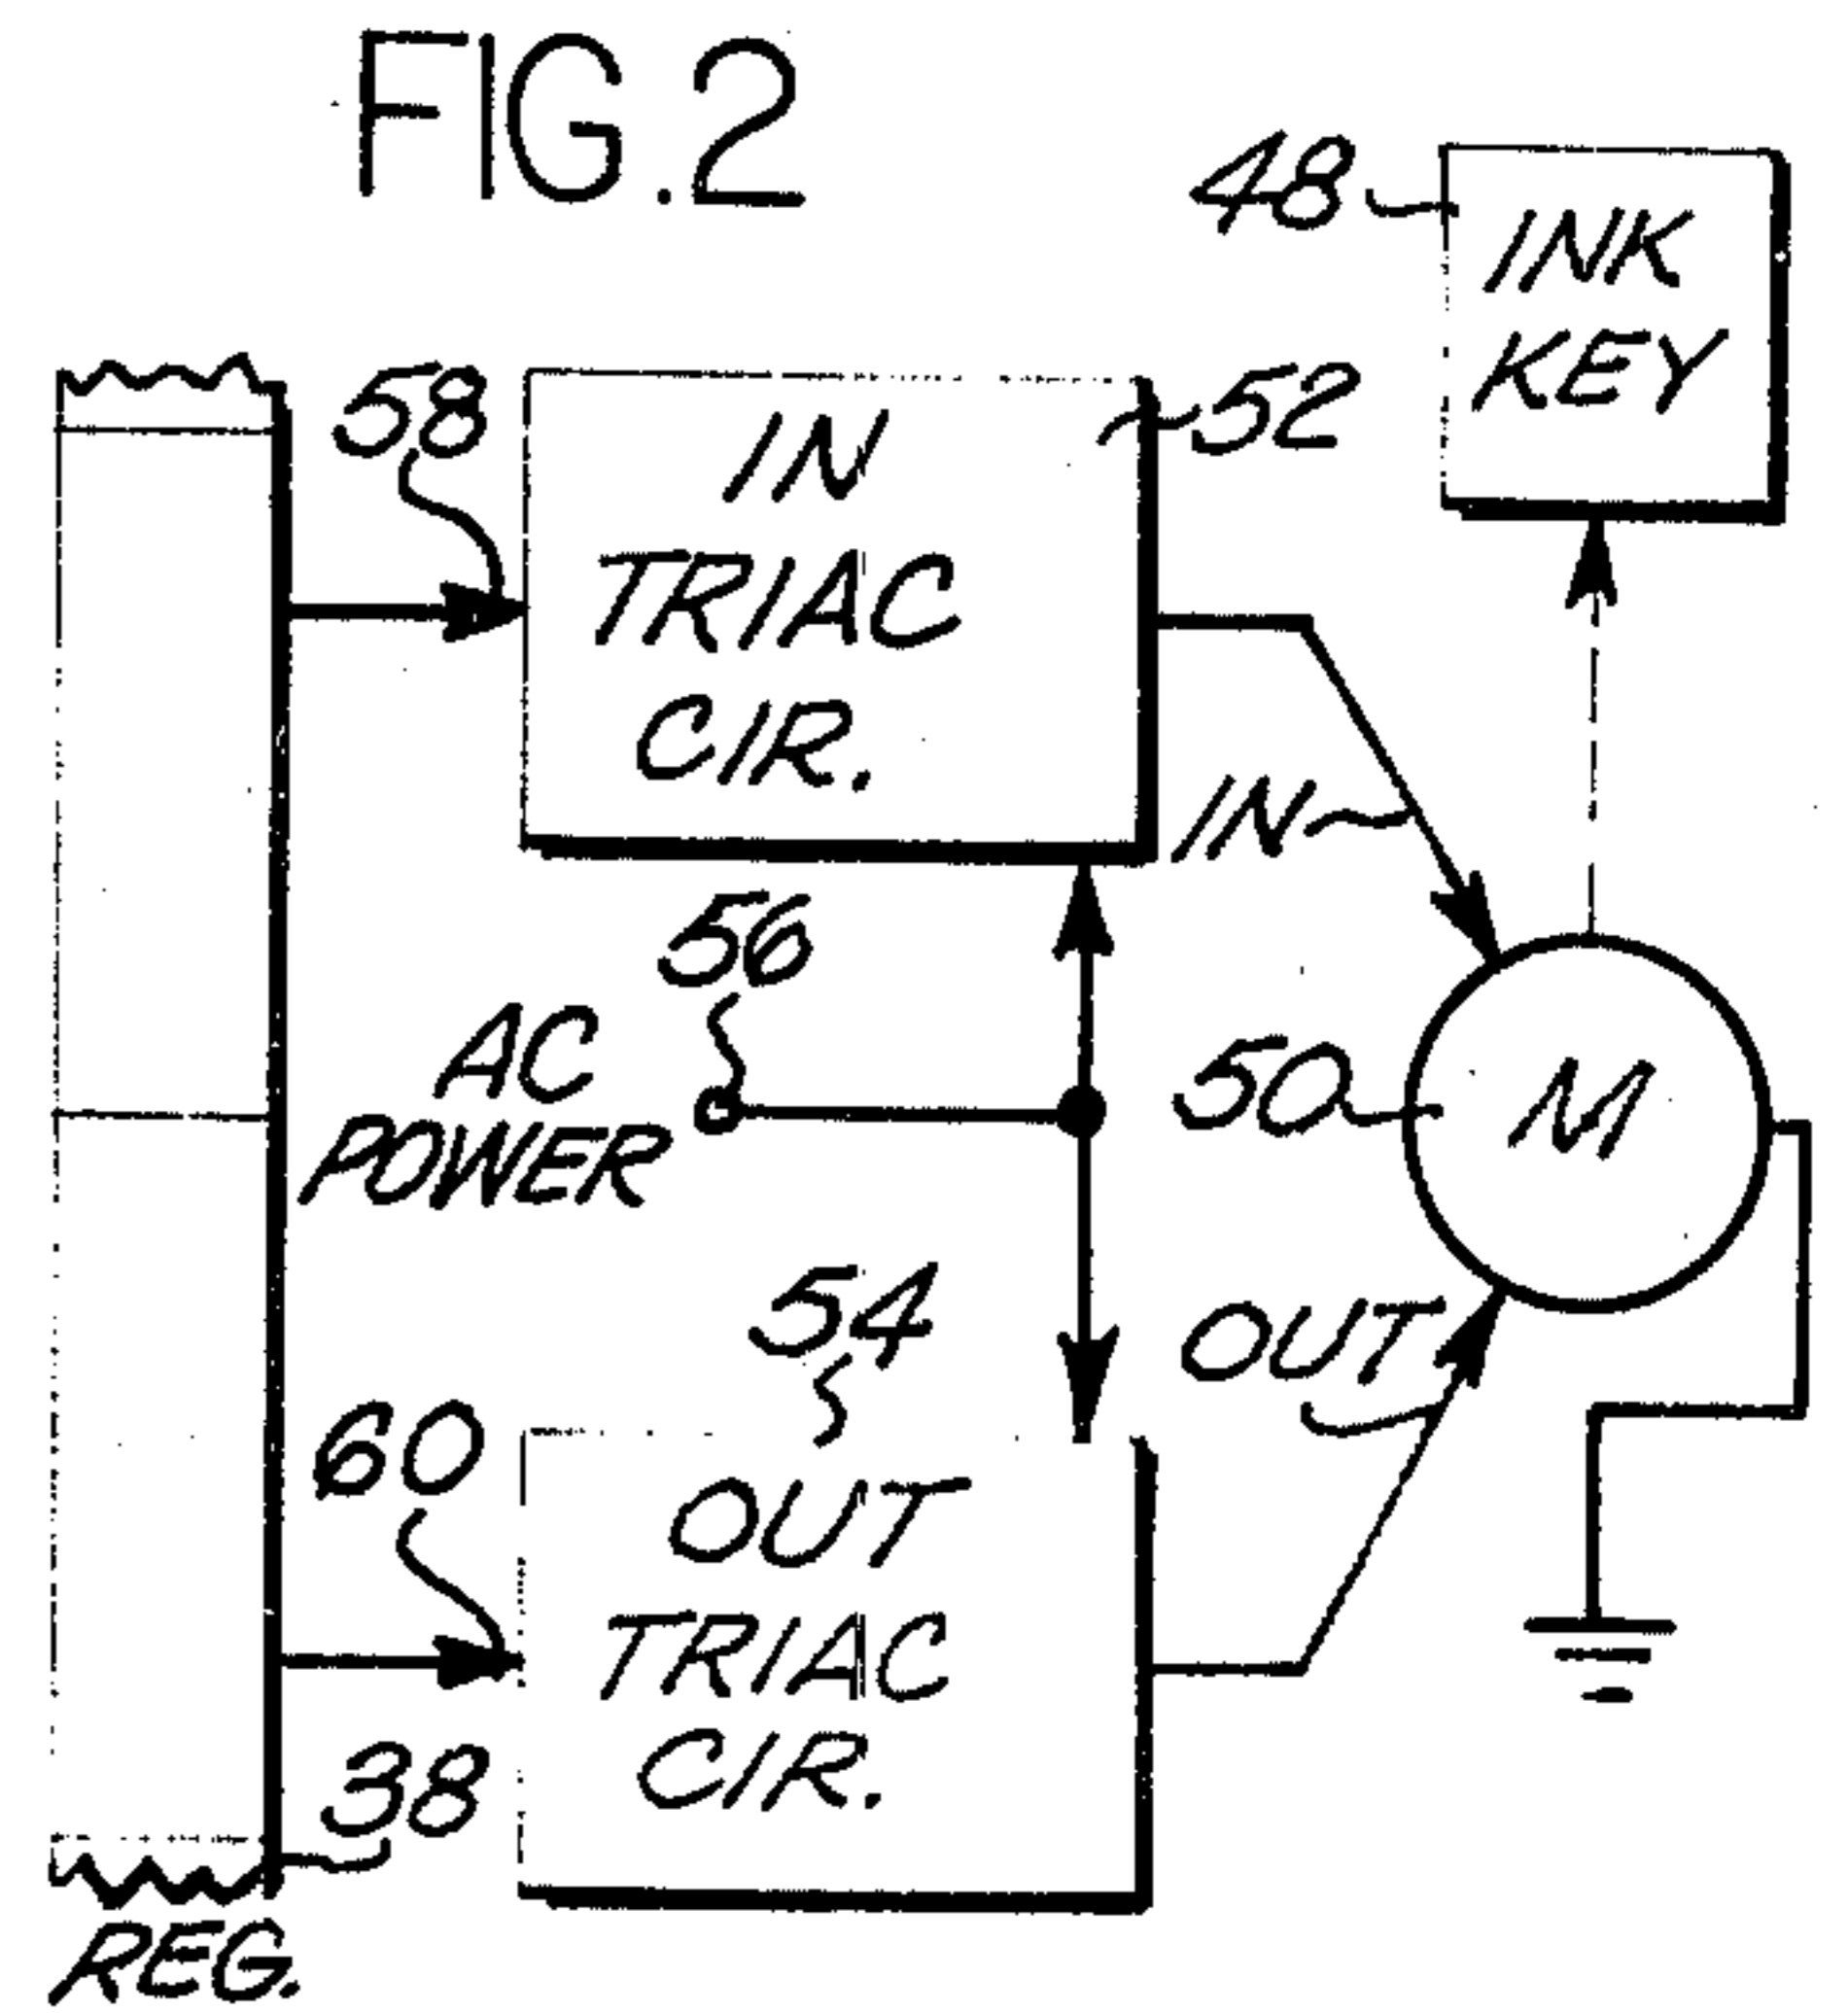 FIG.2
48
INK
KEY
58
52
IN
TRIAC
CIR.
IN
56
AC
POWER
50
M
54
OUT
60
OUT
TRIAC
CIR.
38
REG.